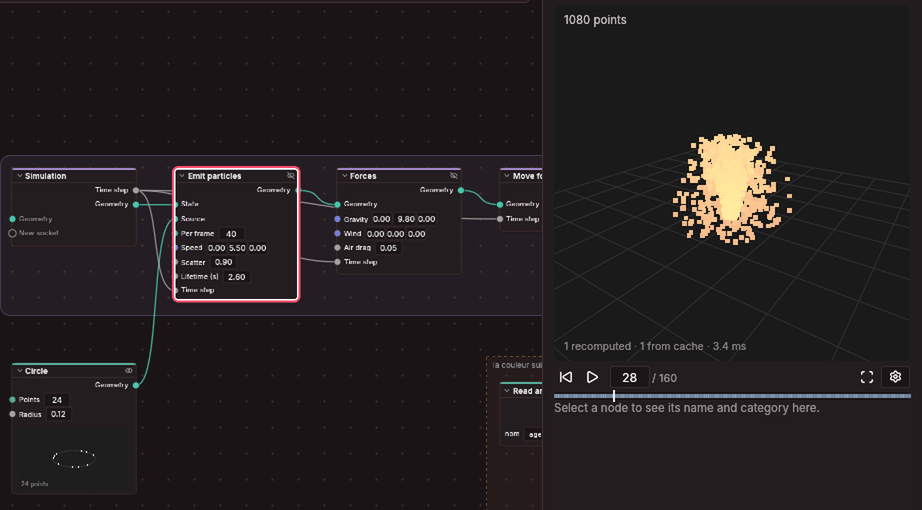 1080 points
Simulation
Time step
Geometry
Geometry
New socket
Emit particles
Geometry
State
Source
Per frame 40
Speed 0.00 5.50 0.00
Scatter 0.90
Lifetime (s) 2.60
Time step
Forces
Geometry
Geometry
Gravity 0.00 9.80 0.00
Wind 0.00 0.00 0.00
Air drag 0.05
Time step
Move fo
Geometry
Time step
Circle
Geometry
Points 24
Radius 0.12
24 points
la couleur sui
Read an
nom age
1 recomputed · 1 from cache · 3.4 ms
28 / 160
Select a node to see its name and category here.